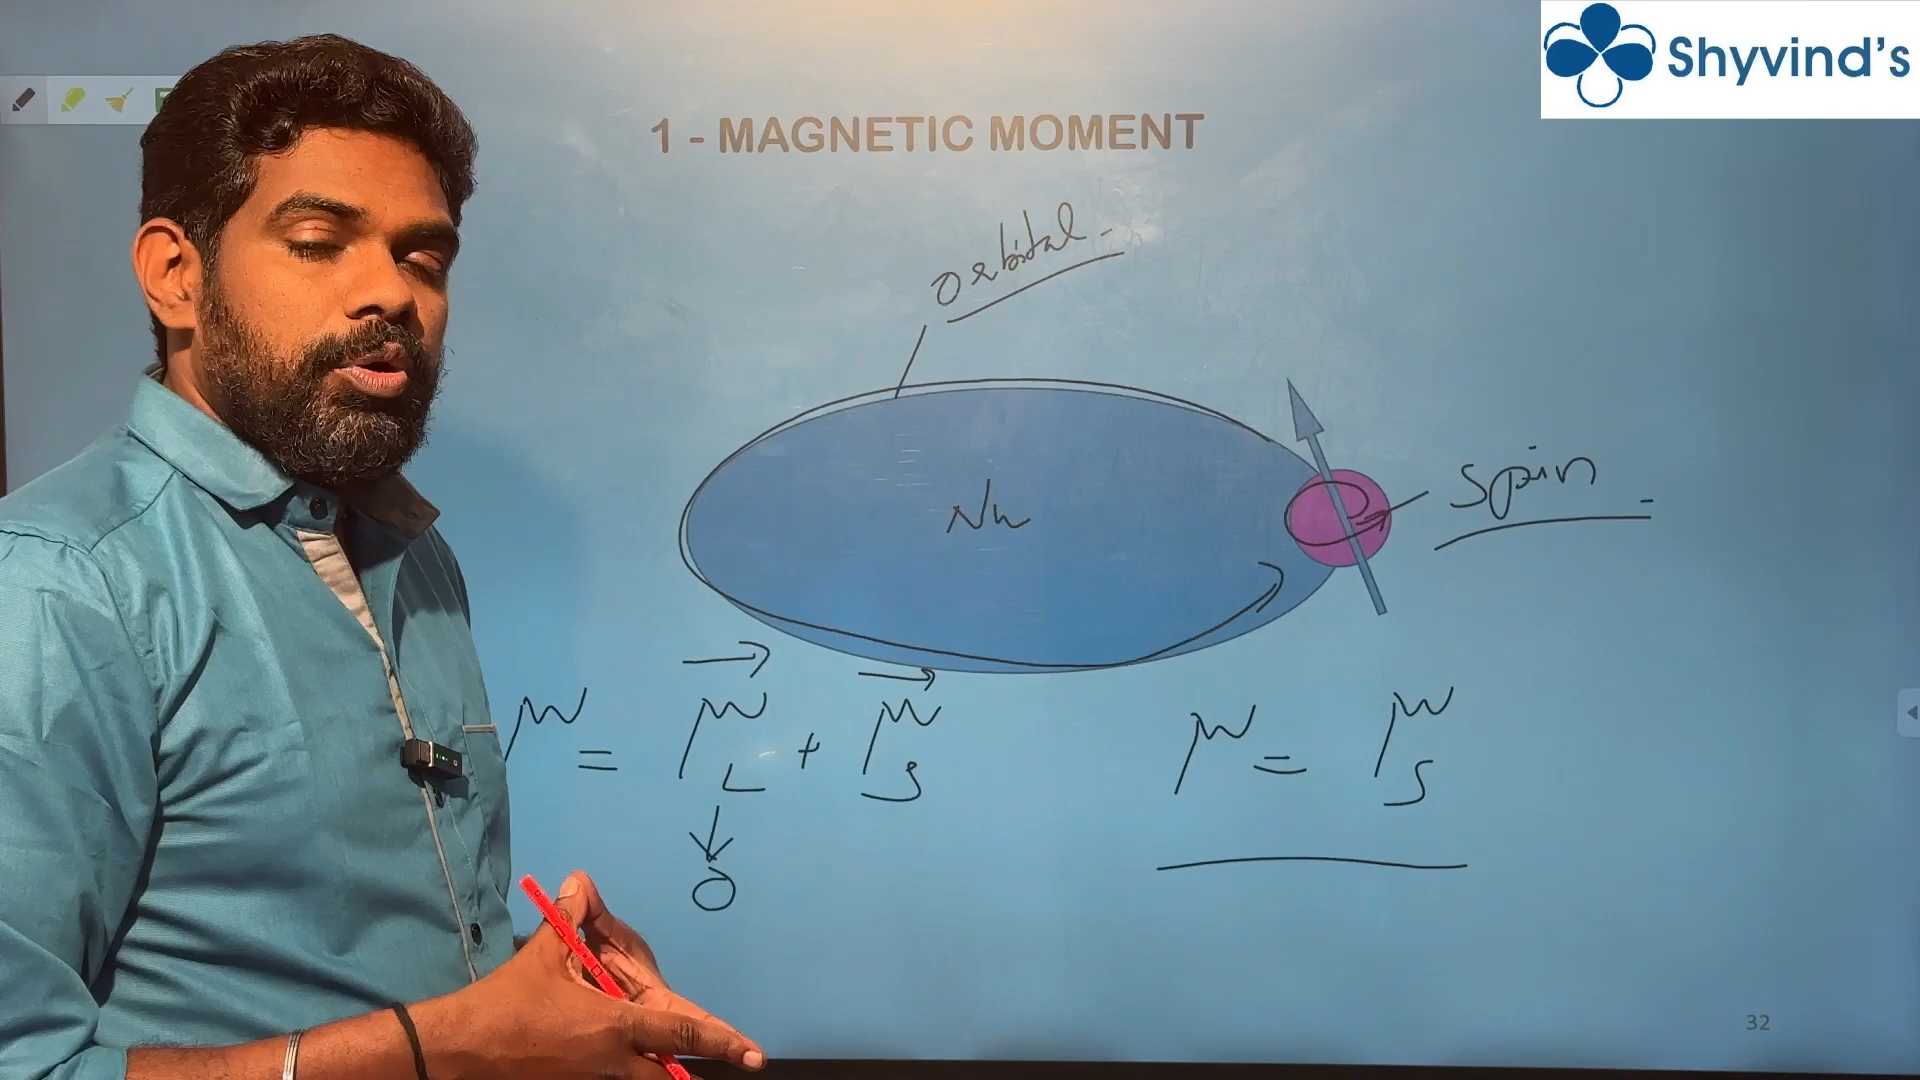 Shyvind's
1 - MAGNETIC MOMENT
orbital
Nu
spin
μ = μL + μS
0
μ = μS
32